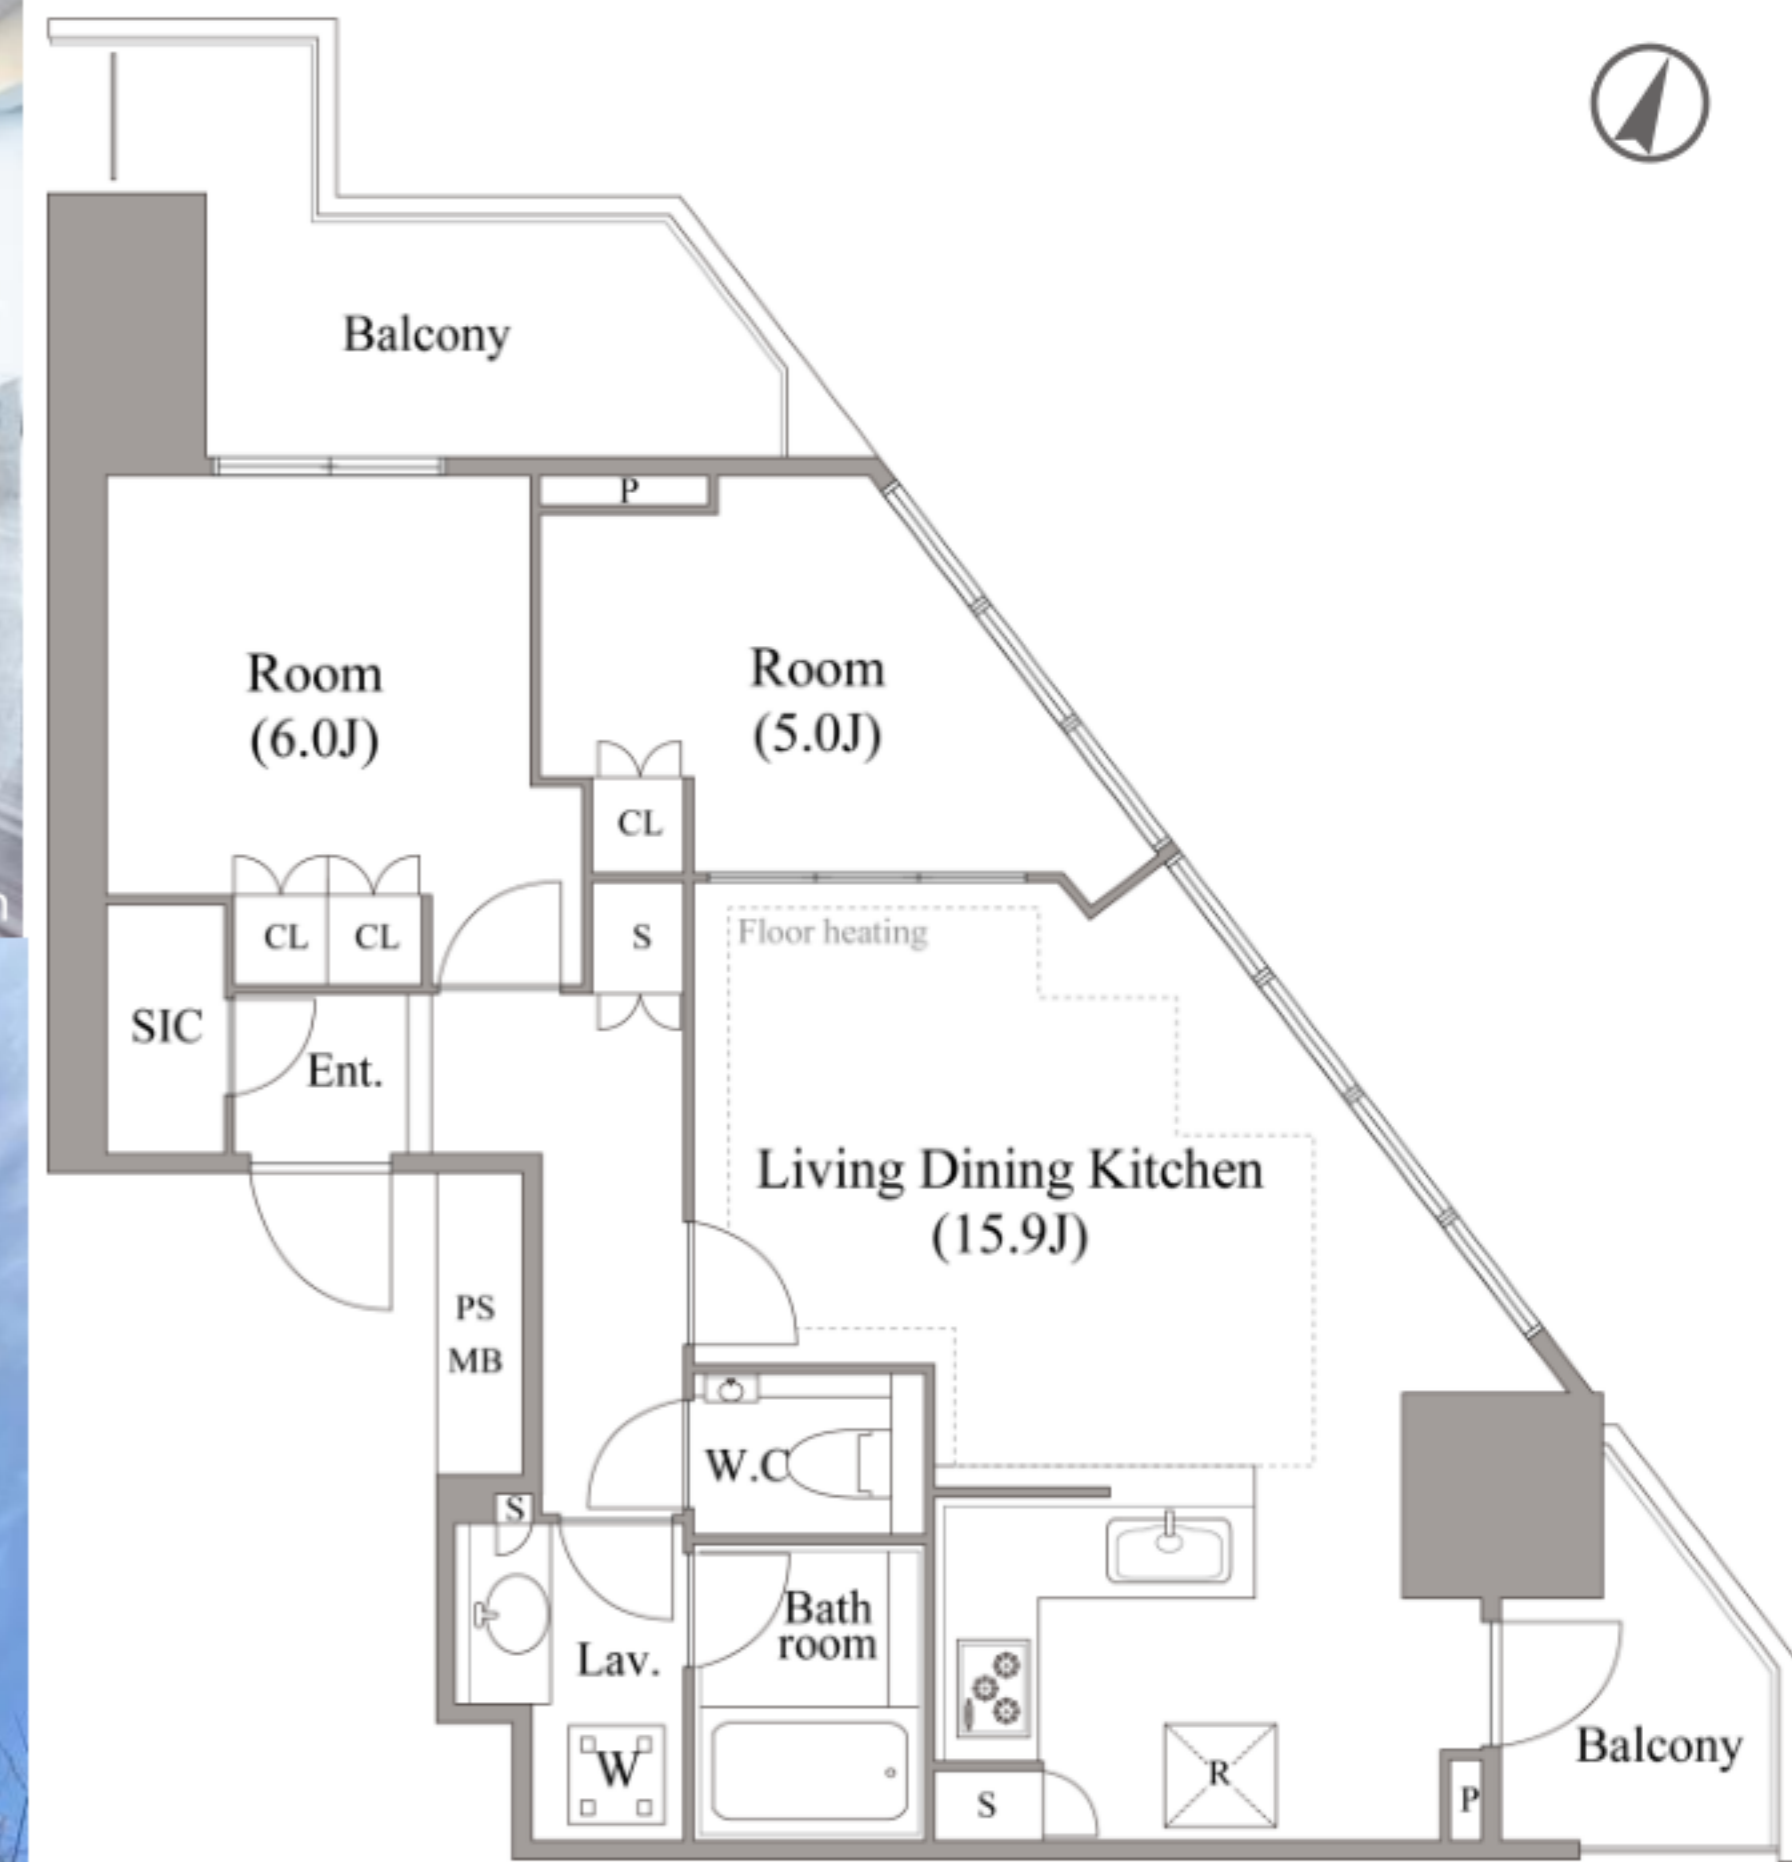 Balcony
P
Room
(6.0J)
Room
(5.0J)
CL
CL
CL
S
Floor heating
SIC
Ent.
Living Dining Kitchen
(15.9J)
PS
MB
W.C
S
Bath
room
Lav.
W
S
R
P
Balcony